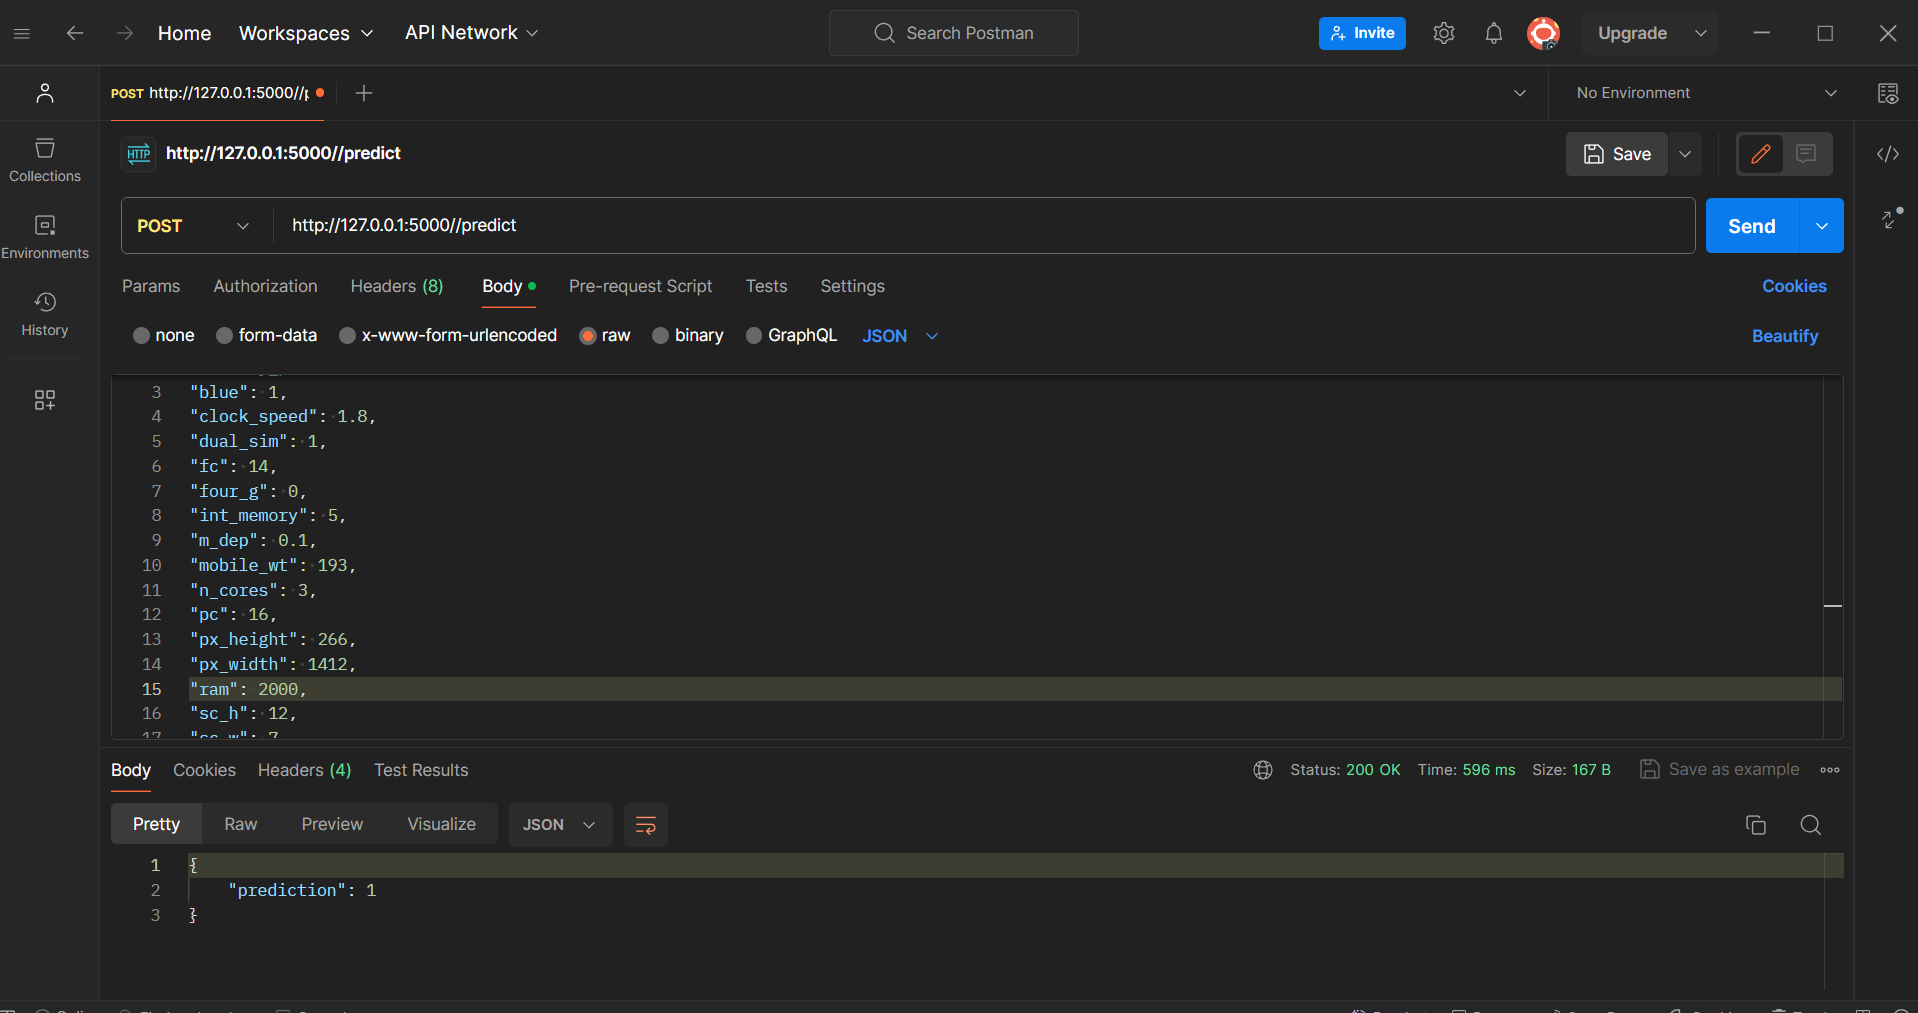 Home Workspaces API Network Search Postman Invite Upgrade
POST http://127.0.0.1:5000//p No Environment
HTTP http://127.0.0.1:5000//predict Save
Collections
POST http://127.0.0.1:5000//predict Send
Environments
Params Authorization Headers (8) Body Pre-request Script Tests Settings Cookies
History
none form-data x-www-form-urlencoded raw binary GraphQL JSON Beautify
3 "blue": 1,
4 "clock_speed": 1.8,
5 "dual_sim": 1,
6 "fc": 14,
7 "four_g": 0,
8 "int_memory": 5,
9 "m_dep": 0.1,
10 "mobile_wt": 193,
11 "n_cores": 3,
12 "pc": 16,
13 "px_height": 266,
14 "px_width": 1412,
15 "ram": 2000,
16 "sc_h": 12,
17 "sc_w": 7
Body Cookies Headers (4) Test Results Status: 200 OK Time: 596 ms Size: 167 B Save as example
Pretty Raw Preview Visualize JSON
1 {
2 "prediction": 1
3 }